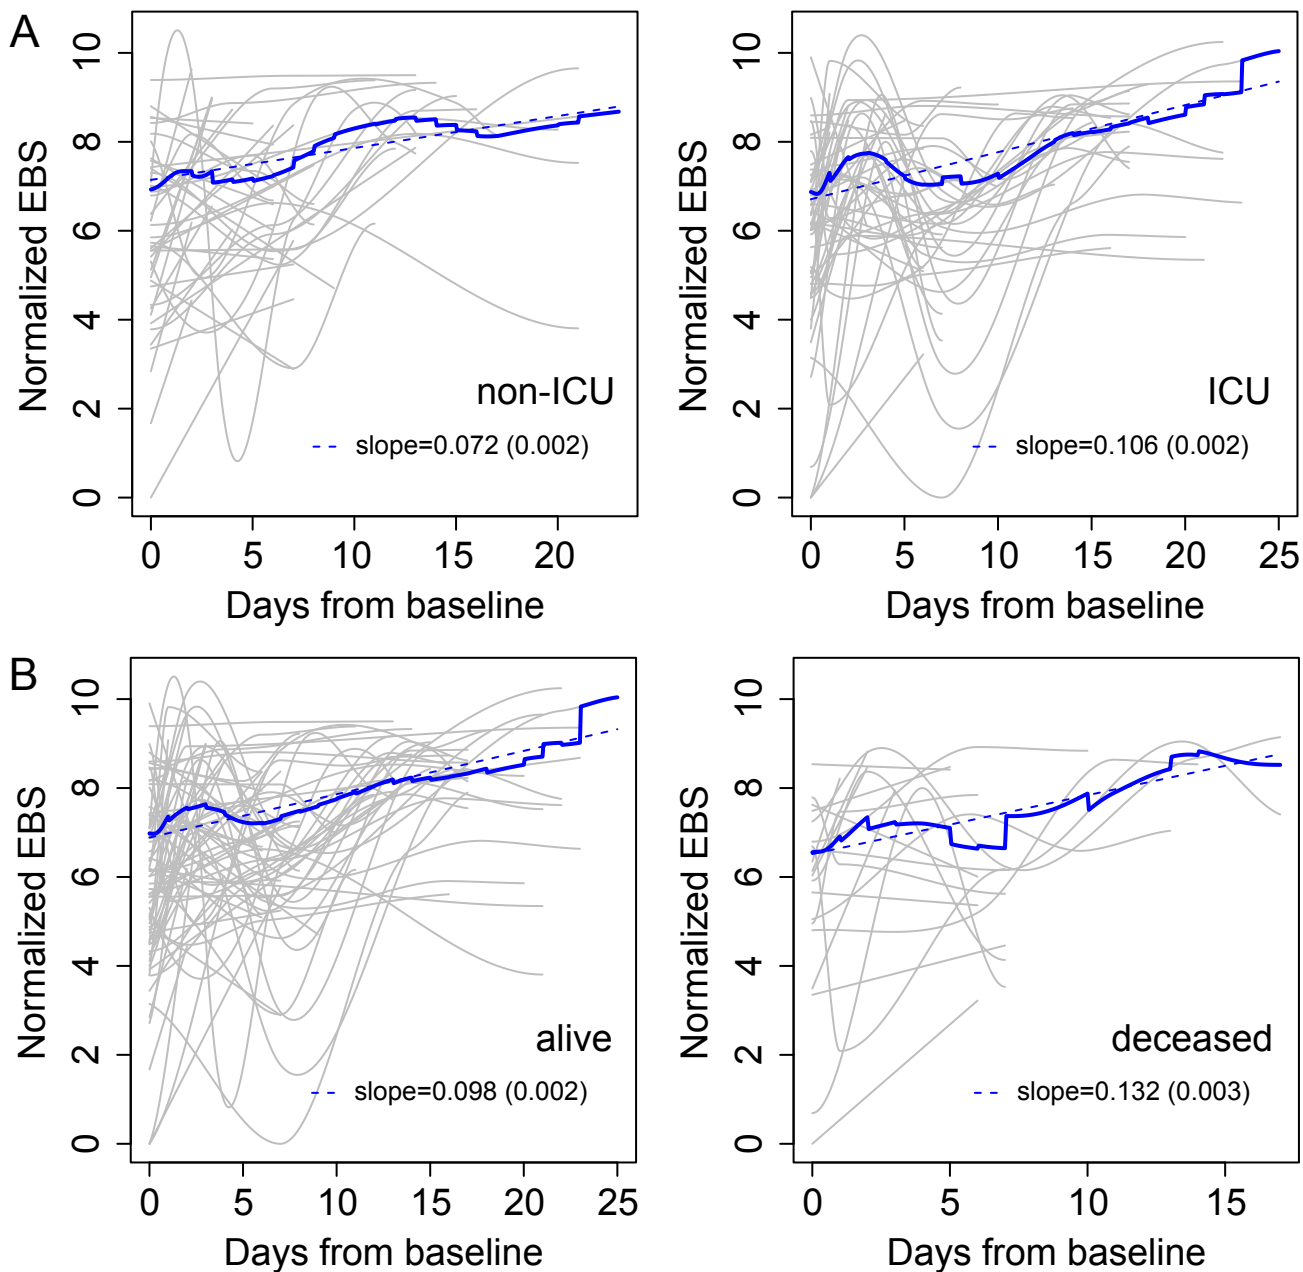 A
Normalized EBS
10
8
6
4
2
0
non-ICU
slope=0.072 (0.002)
0 5 10 15 20
Days from baseline
Normalized EBS
10
8
6
4
2
0
ICU
slope=0.106 (0.002)
0 5 10 15 20 25
Days from baseline
B
Normalized EBS
10
8
6
4
2
0
alive
slope=0.098 (0.002)
0 5 10 15 20 25
Days from baseline
Normalized EBS
10
8
6
4
2
0
deceased
slope=0.132 (0.003)
0 5 10 15
Days from baseline